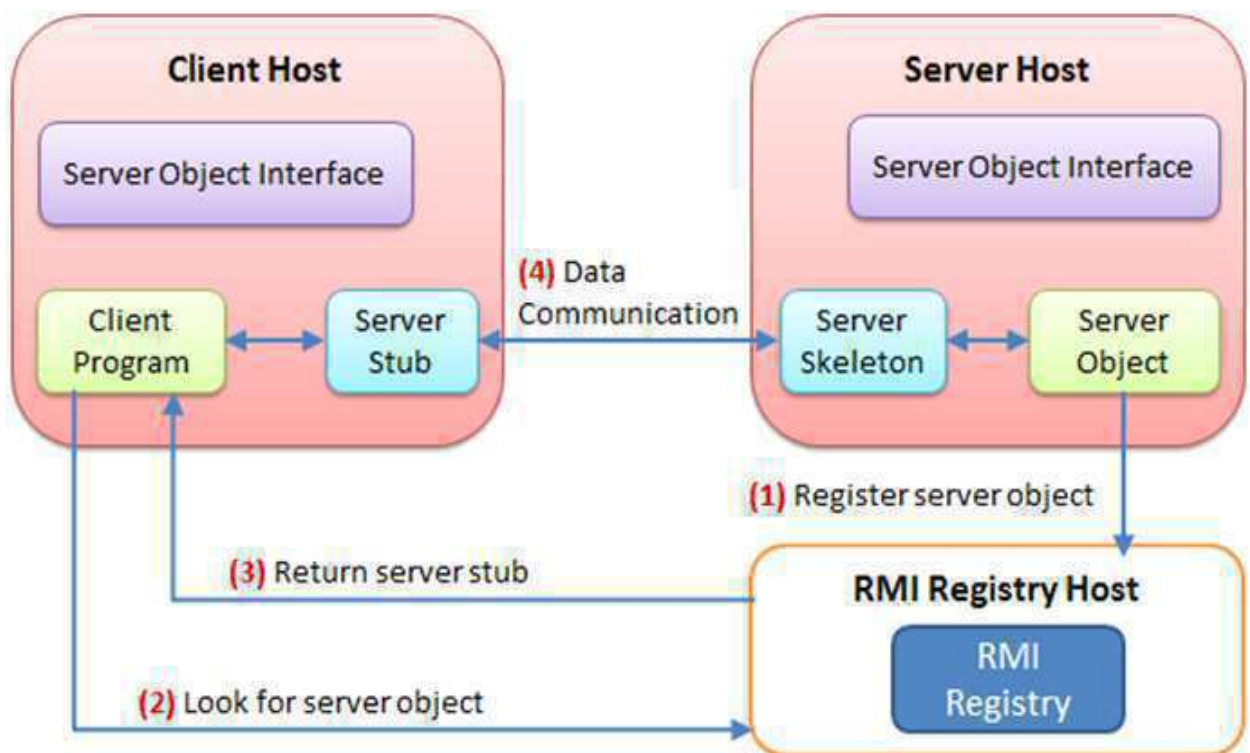 Client Host
Server Object Interface
Client
Program
Server
Stub
(4) Data
Communication
Server Host
Server Object Interface
Server
Skeleton
Server
Object
(1) Register server object
(3) Return server stub
(2) Look for server object
RMI Registry Host
RMI
Registry